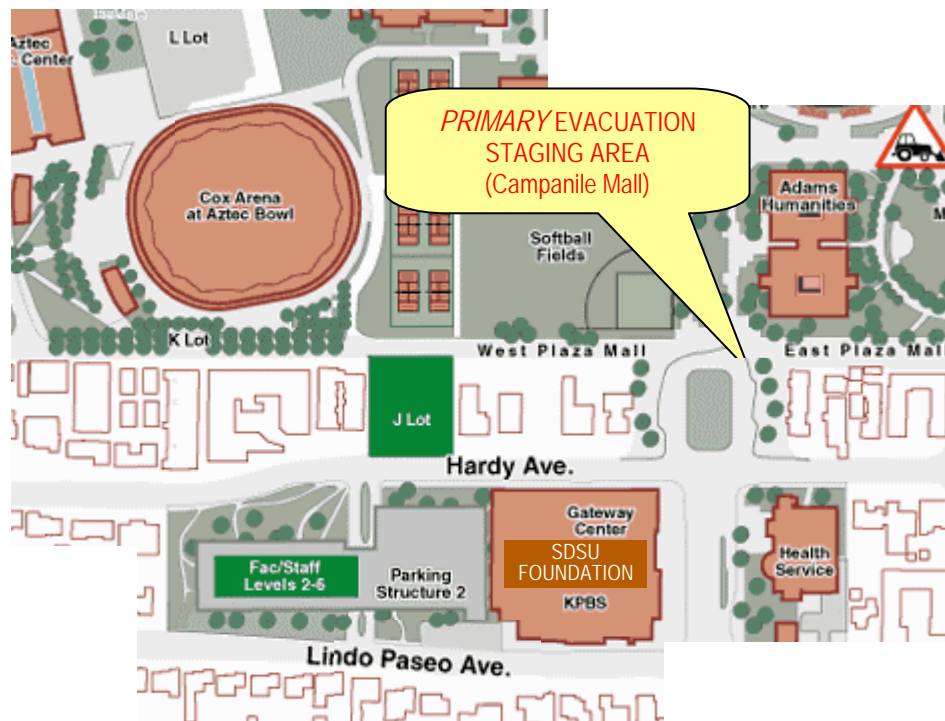 L Lot
Aztec
Center
PRIMARY EVACUATION
STAGING AREA
(Campanile Mall)
Cox Arena
at Aztec Bowl
Adams
Humanities
Softball
Fields
K Lot
West Plaza Mall
East Plaza Mal
J Lot
Hardy Ave.
Gateway
Center
SDSU
FOUNDATION
KPBS
Fac/Staff
Levels 2-6
Parking
Structure 2
Health
Service
Lindo Paseo Ave.